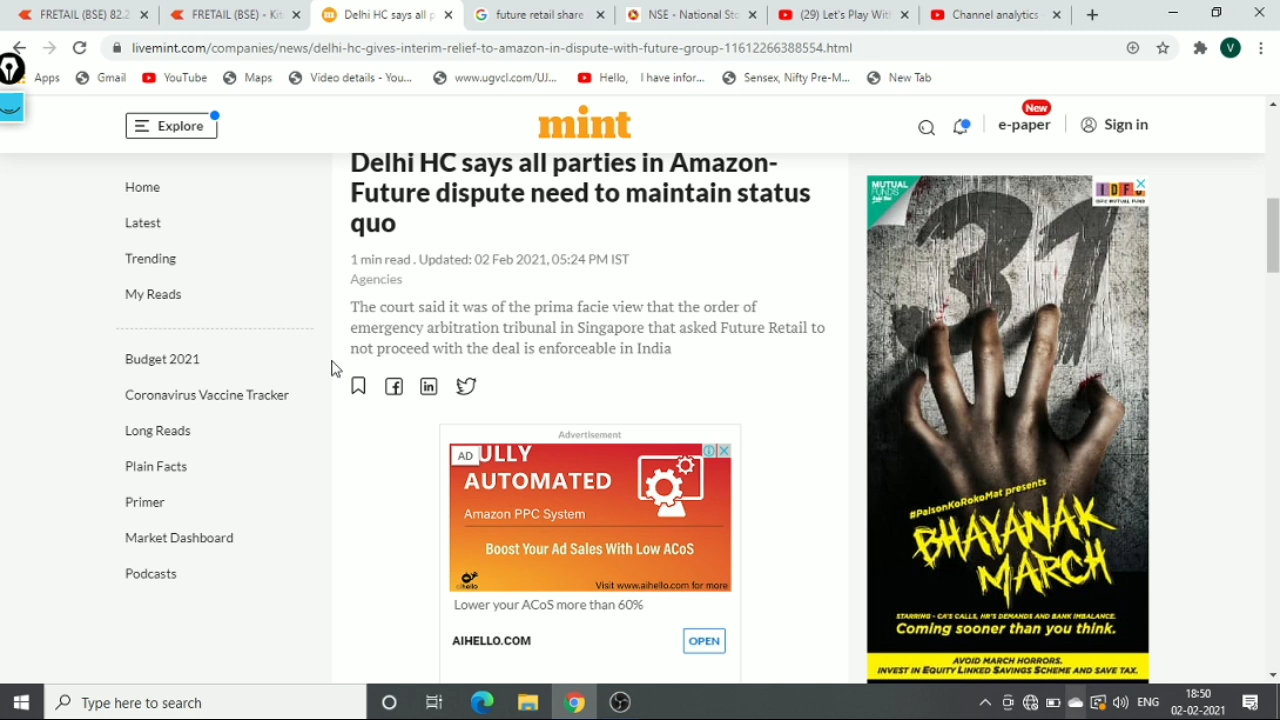 FRETAIL (BSE) 82.2
FRETAIL (BSE) - Kit
Delhi HC says all p
future retail share
NSE - National Sto
(29) Let's Play With
Channel analytics
livemint.com/companies/news/delhi-hc-gives-interim-relief-to-amazon-in-dispute-with-future-group-11612266388554.html
V
Apps
Gmail
YouTube
Maps
Video details - You...
www.ugvcl.com/UJ...
Hello, I have infor...
Sensex, Nifty Pre-M...
New Tab
Explore
mint
New
e-paper
Sign in
Home
Latest
Trending
My Reads
Budget 2021
Coronavirus Vaccine Tracker
Long Reads
Plain Facts
Primer
Market Dashboard
Podcasts
Delhi HC says all parties in Amazon-
Future dispute need to maintain status
quo
1 min read . Updated: 02 Feb 2021, 05:24 PM IST
Agencies
The court said it was of the prima facie view that the order of
emergency arbitration tribunal in Singapore that asked Future Retail to
not proceed with the deal is enforceable in India
Advertisement
AD
ULLY
AUTOMATED
Amazon PPC System
Boost Your Ad Sales With Low ACoS
aihello
Visit www.aihello.com for more
Lower your ACoS more than 60%
AIHELLO.COM
OPEN
MUTUAL
FUNDS
Sahi Hai
IDFC
IDFC MUTUAL FUND
31
#PaisonKoRokoMat presents
BHAYANAK
MARCH
STARRING - CA'S CALLS, HR'S DEMANDS AND BANK IMBALANCE.
Coming sooner than you think.
AVOID MARCH HORRORS.
INVEST IN EQUITY LINKED SAVINGS SCHEME AND SAVE TAX.
Type here to search
ENG
18:50
02-02-2021